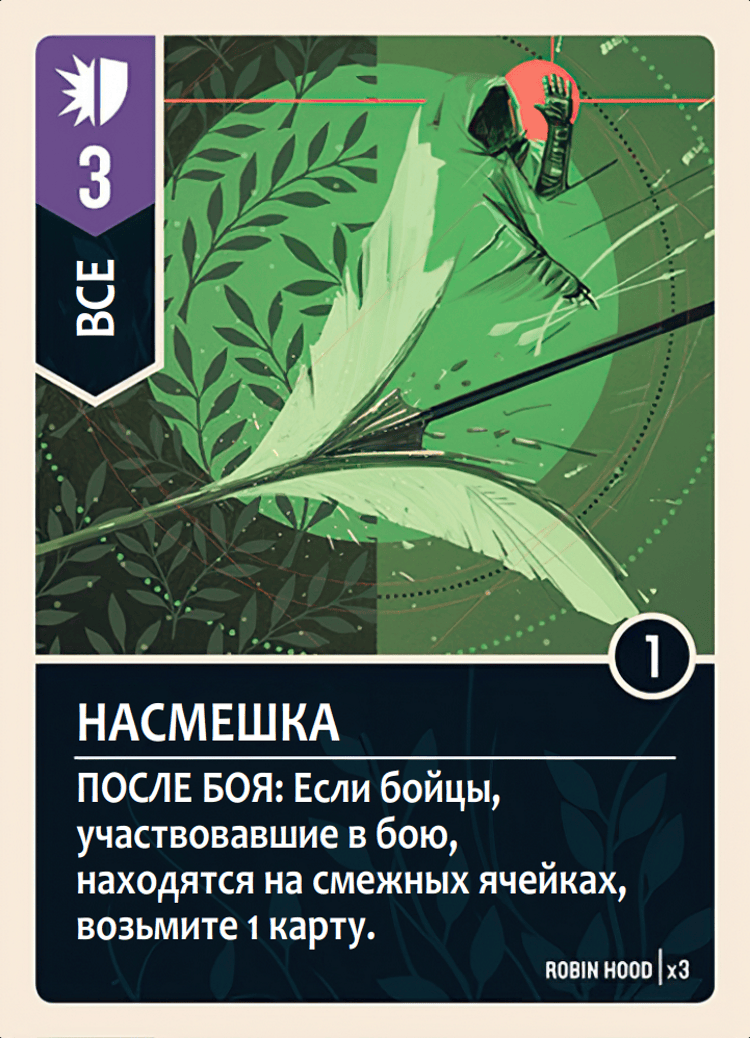 3
ВСЕ
1
НАСМЕШКА
ПОСЛЕ БОЯ: Если бойцы,
участвовавшие в бою,
находятся на смежных ячейках,
возьмите 1 карту.
ROBIN HOOD | x3